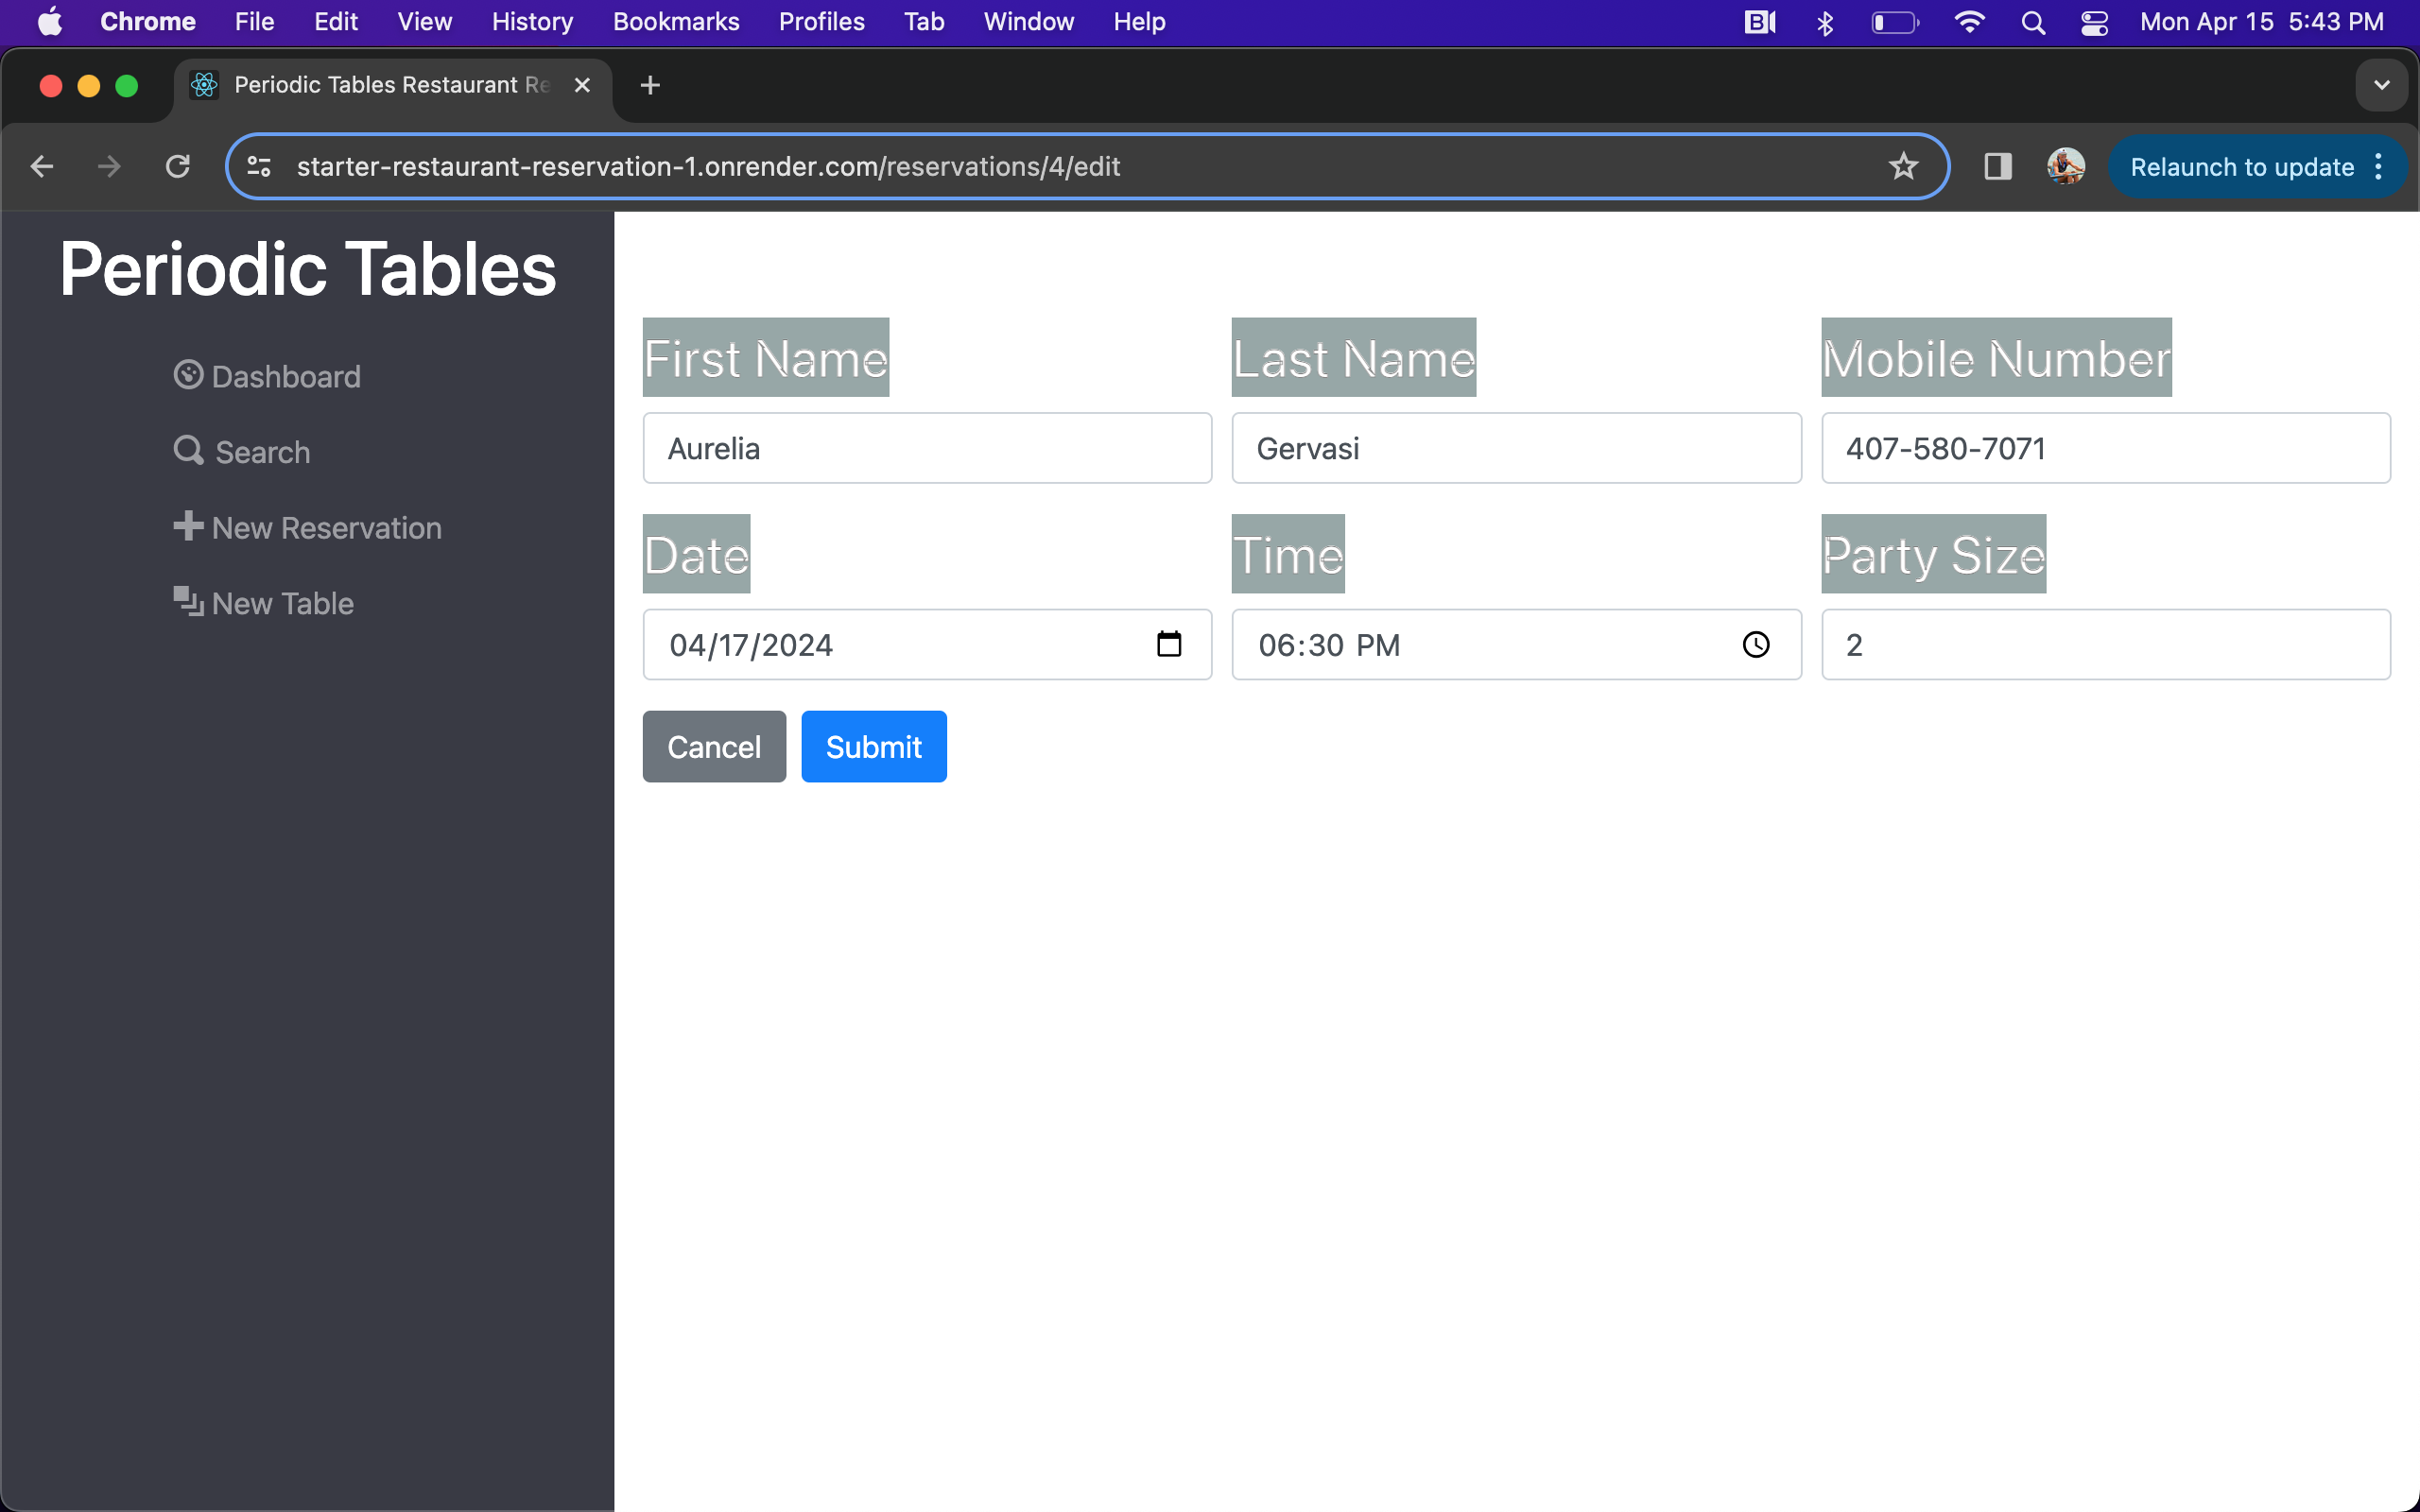 Chrome File Edit View History Bookmarks Profiles Tab Window Help Mon Apr 15 5:43 PM
Periodic Tables Restaurant Re
starter-restaurant-reservation-1.onrender.com/reservations/4/edit Relaunch to update
Periodic Tables
Dashboard
Search
New Reservation
New Table
First Name Last Name Mobile Number
Aurelia Gervasi 407-580-7071
Date Time Party Size
04/17/2024 06:30 PM 2
Cancel Submit